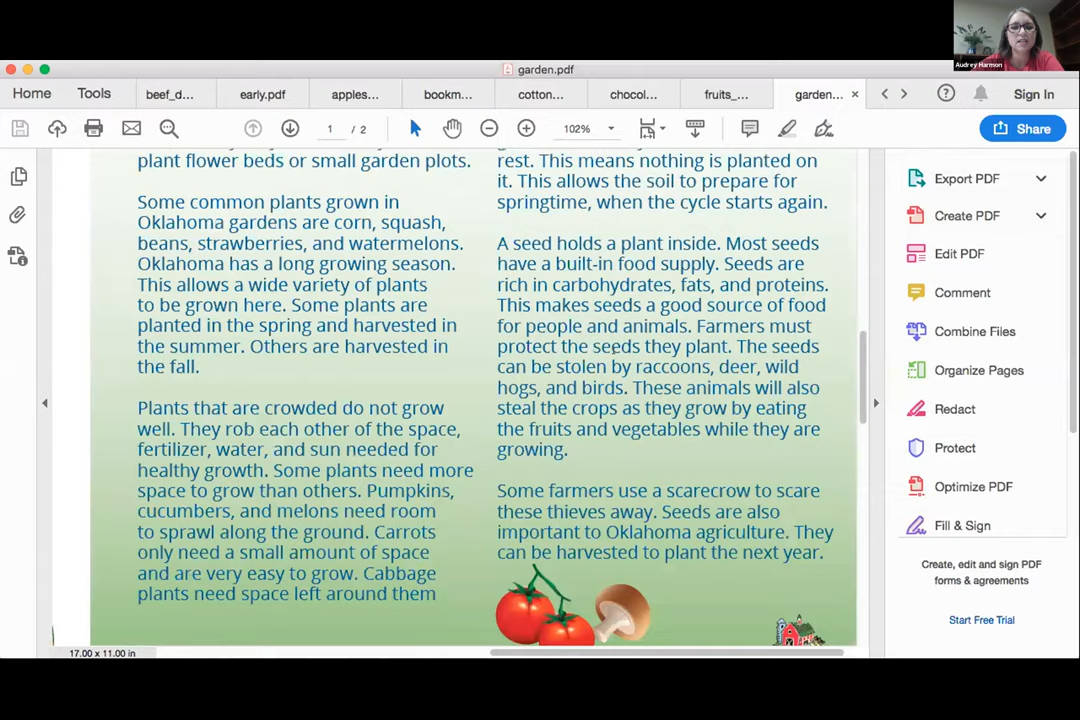 Audrey Harmon
garden.pdf
Home Tools beef_d... early.pdf apples... bookm... cotton... chocol... fruits_... garden... × Sign In
1 / 2 102% Share
plant flower beds or small garden plots.
Some common plants grown in
Oklahoma gardens are corn, squash,
beans, strawberries, and watermelons.
Oklahoma has a long growing season.
This allows a wide variety of plants
to be grown here. Some plants are
planted in the spring and harvested in
the summer. Others are harvested in
the fall.
Plants that are crowded do not grow
well. They rob each other of the space,
fertilizer, water, and sun needed for
healthy growth. Some plants need more
space to grow than others. Pumpkins,
cucumbers, and melons need room
to sprawl along the ground. Carrots
only need a small amount of space
and are very easy to grow. Cabbage
plants need space left around them
rest. This means nothing is planted on
it. This allows the soil to prepare for
springtime, when the cycle starts again.
A seed holds a plant inside. Most seeds
have a built-in food supply. Seeds are
rich in carbohydrates, fats, and proteins.
This makes seeds a good source of food
for people and animals. Farmers must
protect the seeds they plant. The seeds
can be stolen by raccoons, deer, wild
hogs, and birds. These animals will also
steal the crops as they grow by eating
the fruits and vegetables while they are
growing.
Some farmers use a scarecrow to scare
these thieves away. Seeds are also
important to Oklahoma agriculture. They
can be harvested to plant the next year.
17.00 x 11.00 in
Export PDF
Create PDF
Edit PDF
Comment
Combine Files
Organize Pages
Redact
Protect
Optimize PDF
Fill & Sign
Create, edit and sign PDF
forms & agreements
Start Free Trial